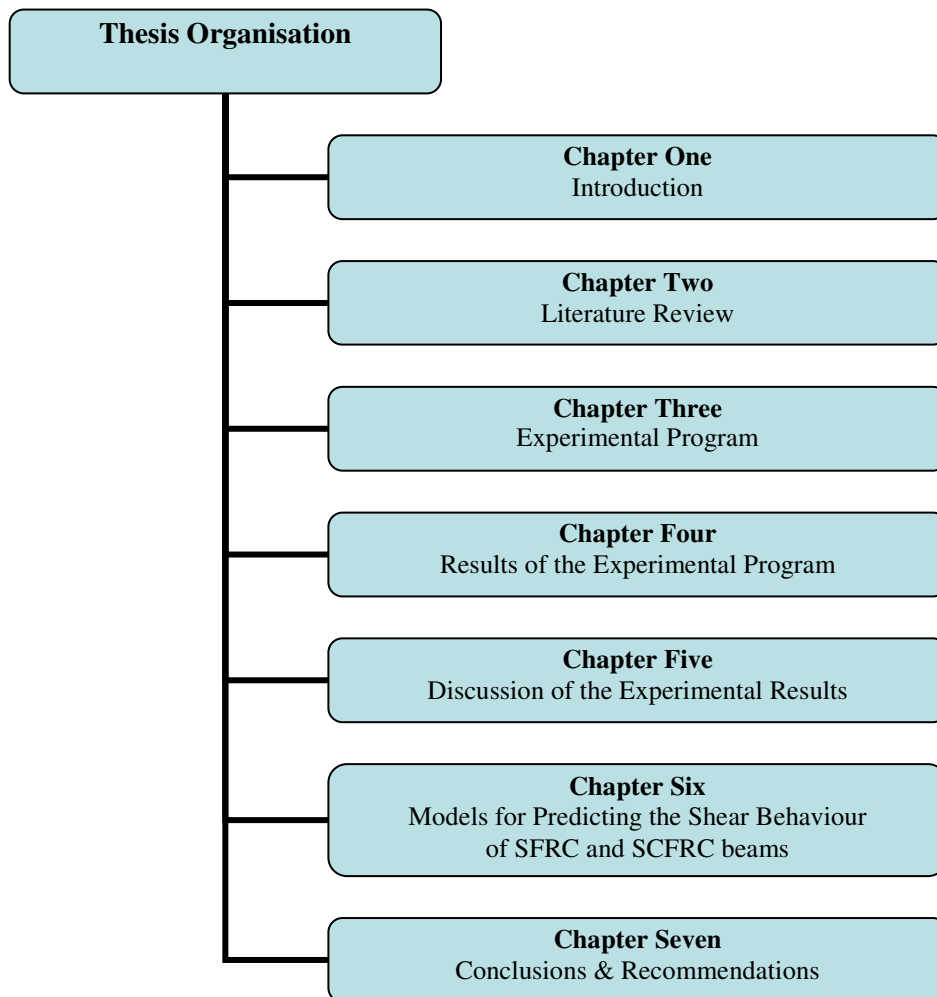 Thesis Organisation
Chapter One
Introduction
Chapter Two
Literature Review
Chapter Three
Experimental Program
Chapter Four
Results of the Experimental Program
Chapter Five
Discussion of the Experimental Results
Chapter Six
Models for Predicting the Shear Behaviour
of SFRC and SCFRC beams
Chapter Seven
Conclusions & Recommendations